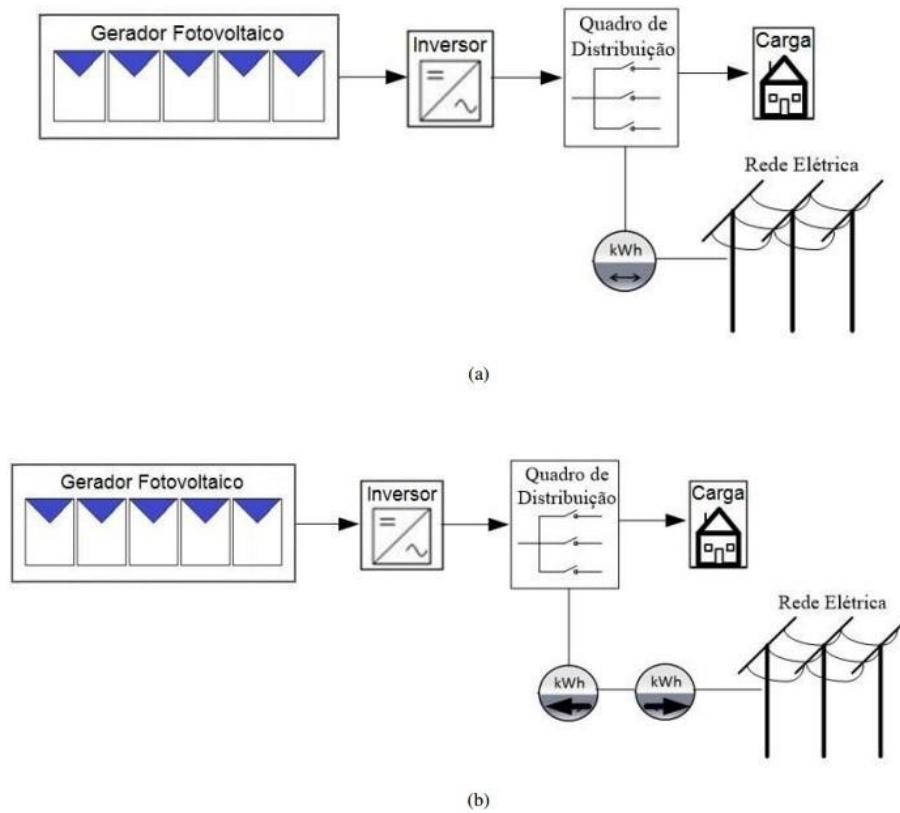 Gerador Fotovoltaico
Inversor
Quadro de
Distribuição
Carga
Rede Elétrica
kWh
(a)
Gerador Fotovoltaico
Inversor
Quadro de
Distribuição
Carga
Rede Elétrica
kWh
kWh
(b)